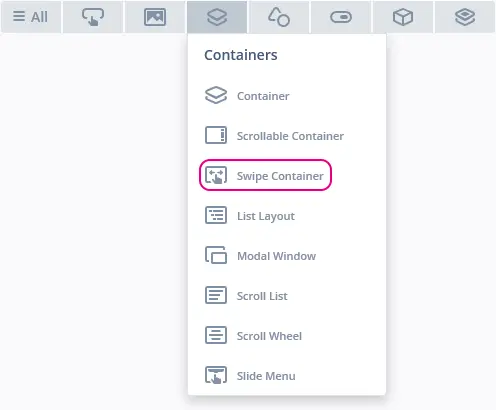 All
Containers
Container
Scrollable Container
Swipe Container
List Layout
Modal Window
Scroll List
Scroll Wheel
Slide Menu